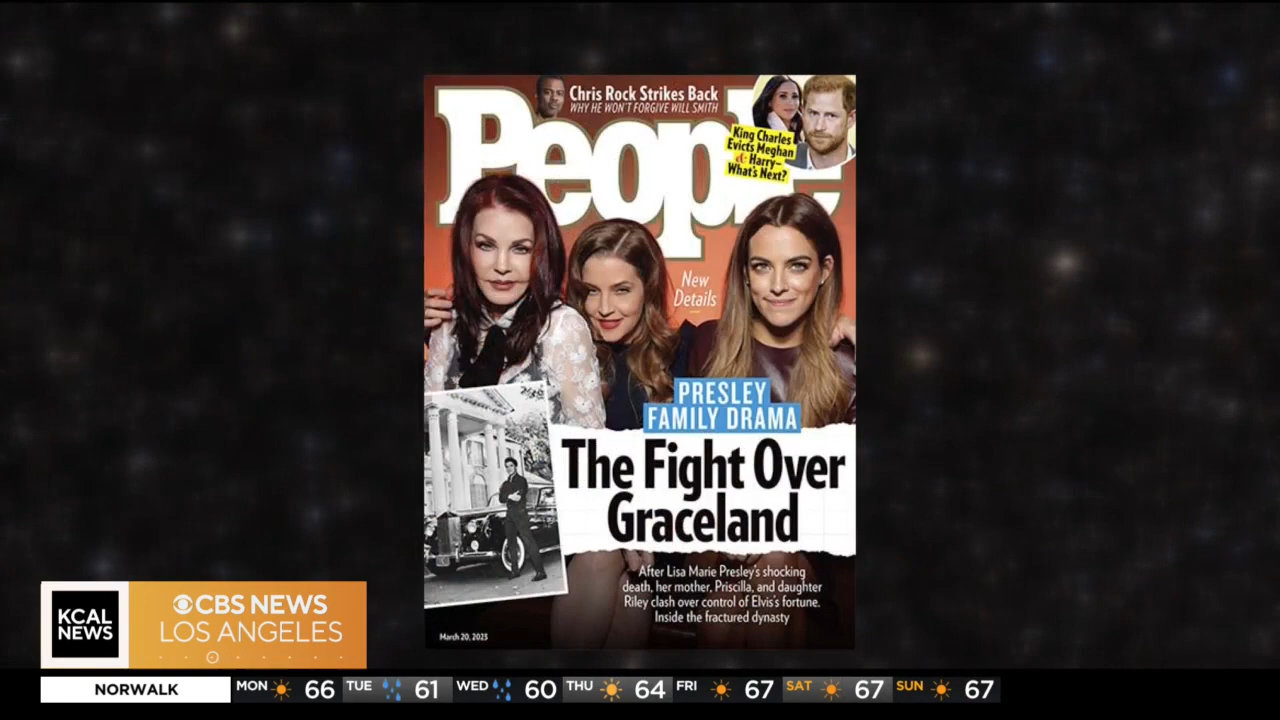 Chris Rock Strikes Back
WHY HE WON'T FORGIVE WILL SMITH
People
King Charles
Evicts Meghan
& Harry–
What's Next?
New
Details
PRESLEY
FAMILY DRAMA
The Fight Over
Graceland
After Lisa Marie Presley's shocking
death, her mother, Priscilla, and daughter
Riley clash over control of Elvis's fortune.
Inside the fractured dynasty
March 20, 2023
KCAL
NEWS
CBS NEWS
LOS ANGELES
NORWALK MON 66 TUE 61 WED 60 THU 64 FRI 67 SAT 67 SUN 67